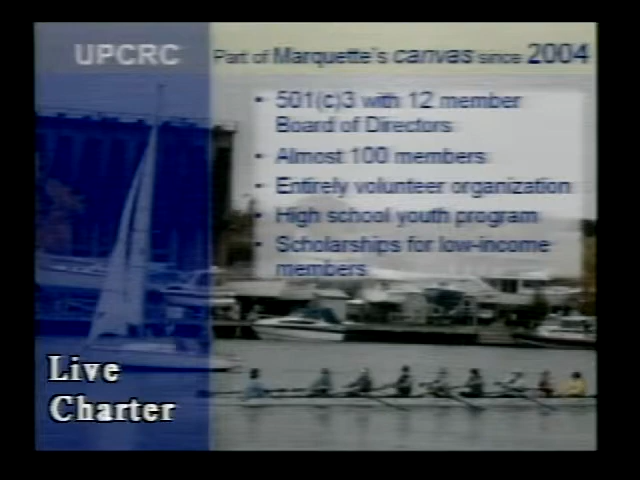 UPCRC
Part of Marquette's canvas since 2004
• 501(c)3 with 12 member
Board of Directors
• Almost 100 members
• Entirely volunteer organization
• High school youth program
• Scholarships for low-income
members
Live
Charter